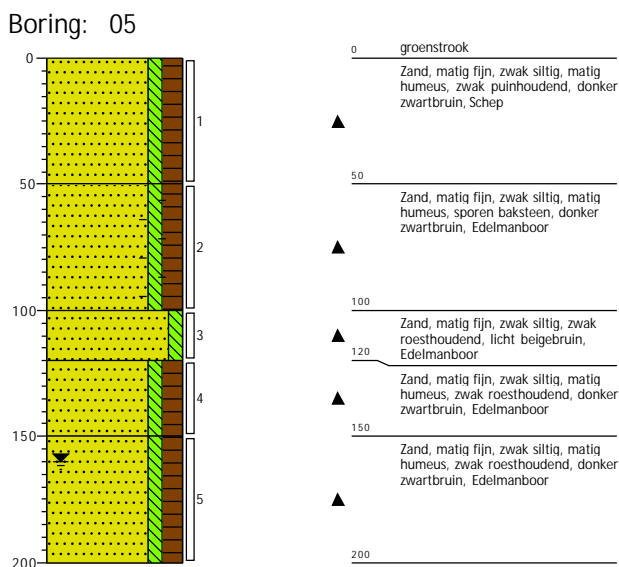 Boring: 05
0
50
100
150
200
1
2
3
4
5
0 groenstrook
Zand, matig fijn, zwak siltig, matig
humeus, zwak puinhoudend, donker
zwartbruin, Schep
50
Zand, matig fijn, zwak siltig, matig
humeus, sporen baksteen, donker
zwartbruin, Edelmanboor
100
Zand, matig fijn, zwak siltig, zwak
roesthoudend, licht beigebruin,
Edelmanboor
120
Zand, matig fijn, zwak siltig, matig
humeus, zwak roesthoudend, donker
zwartbruin, Edelmanboor
150
Zand, matig fijn, zwak siltig, matig
humeus, zwak roesthoudend, donker
zwartbruin, Edelmanboor
200